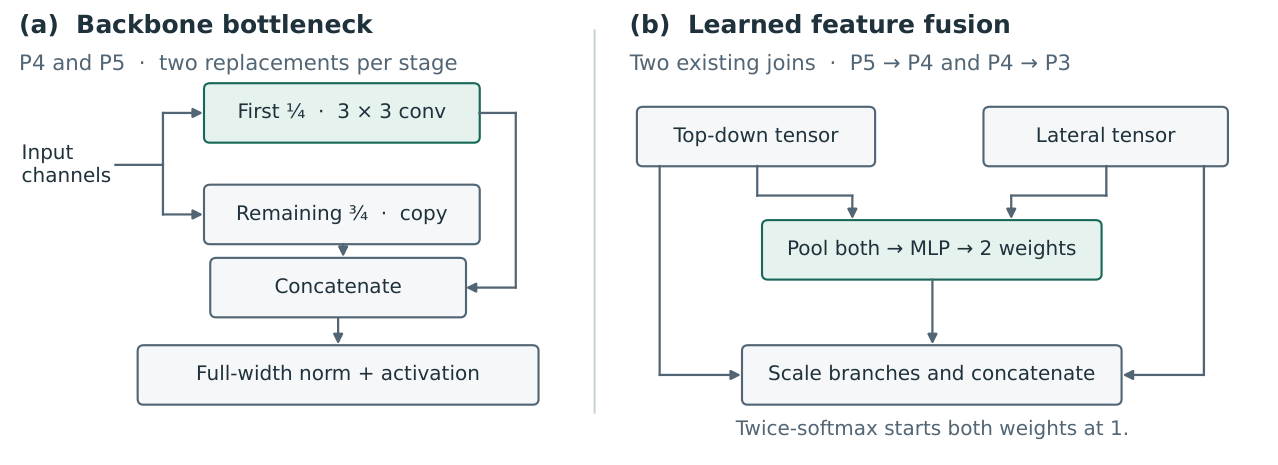 (a) Backbone bottleneck
P4 and P5 · two replacements per stage
First ¼ · 3 × 3 conv
Input
channels
Remaining ¾ · copy
Concatenate
Full-width norm + activation
(b) Learned feature fusion
Two existing joins · P5 → P4 and P4 → P3
Top-down tensor
Lateral tensor
Pool both → MLP → 2 weights
Scale branches and concatenate
Twice-softmax starts both weights at 1.